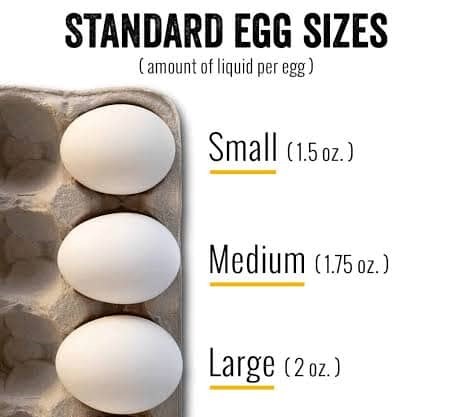 STANDARD EGG SIZES
( amount of liquid per egg )
Small ( 1.5 oz. )
Medium ( 1.75 oz. )
Large ( 2 oz. )